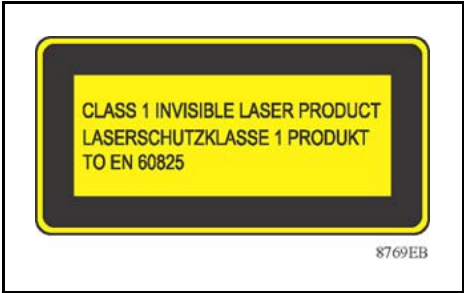 CLASS 1 INVISIBLE LASER PRODUCT
LASERSCHUTZKLASSE 1 PRODUKT
TO EN 60825
8769EB